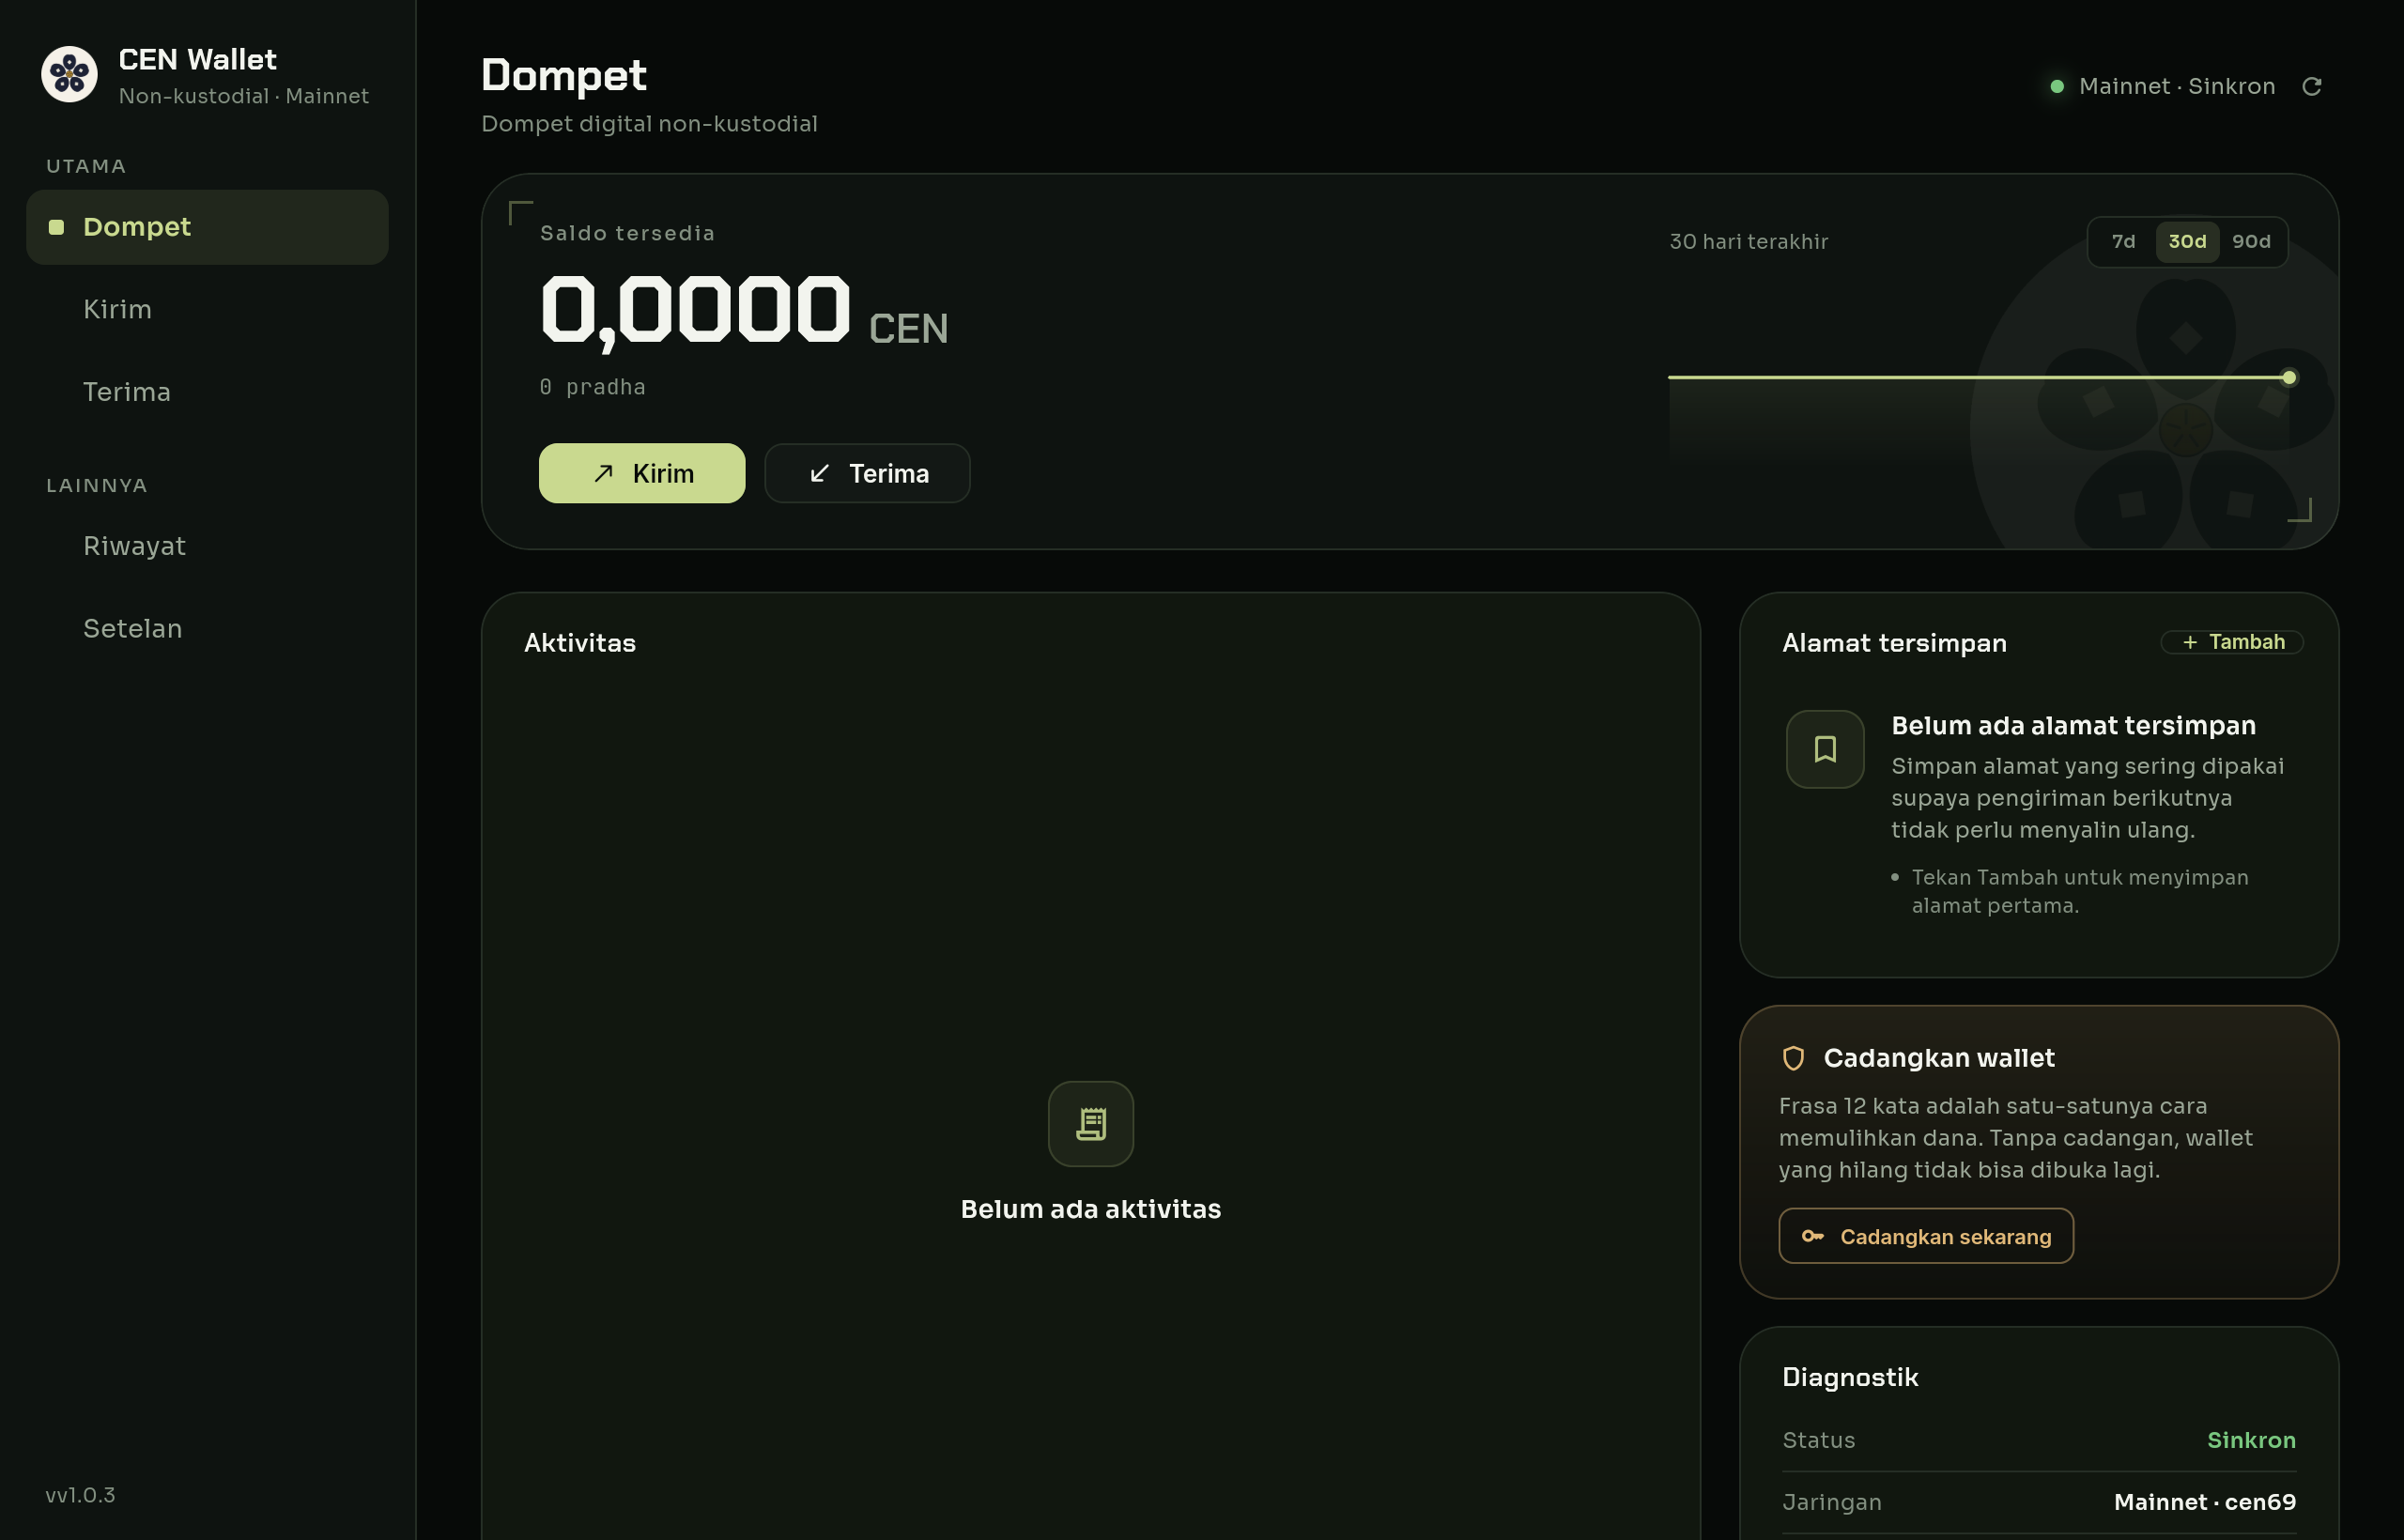 CEN Wallet
Non-kustodial · Mainnet
UTAMA
Dompet
Kirim
Terima
LAINNYA
Riwayat
Setelan
vv1.0.3
Dompet
Dompet digital non-kustodial
Mainnet · Sinkron
Saldo tersedia
0,0000 CEN
0 pradha
Kirim
Terima
30 hari terakhir
7d 30d 90d
Aktivitas
Belum ada aktivitas
Alamat tersimpan
+ Tambah
Belum ada alamat tersimpan
Simpan alamat yang sering dipakai
supaya pengiriman berikutnya
tidak perlu menyalin ulang.
• Tekan Tambah untuk menyimpan
alamat pertama.
Cadangkan wallet
Frasa 12 kata adalah satu-satunya cara
memulihkan dana. Tanpa cadangan, wallet
yang hilang tidak bisa dibuka lagi.
Cadangkan sekarang
Diagnostik
Status Sinkron
Jaringan Mainnet · cen69